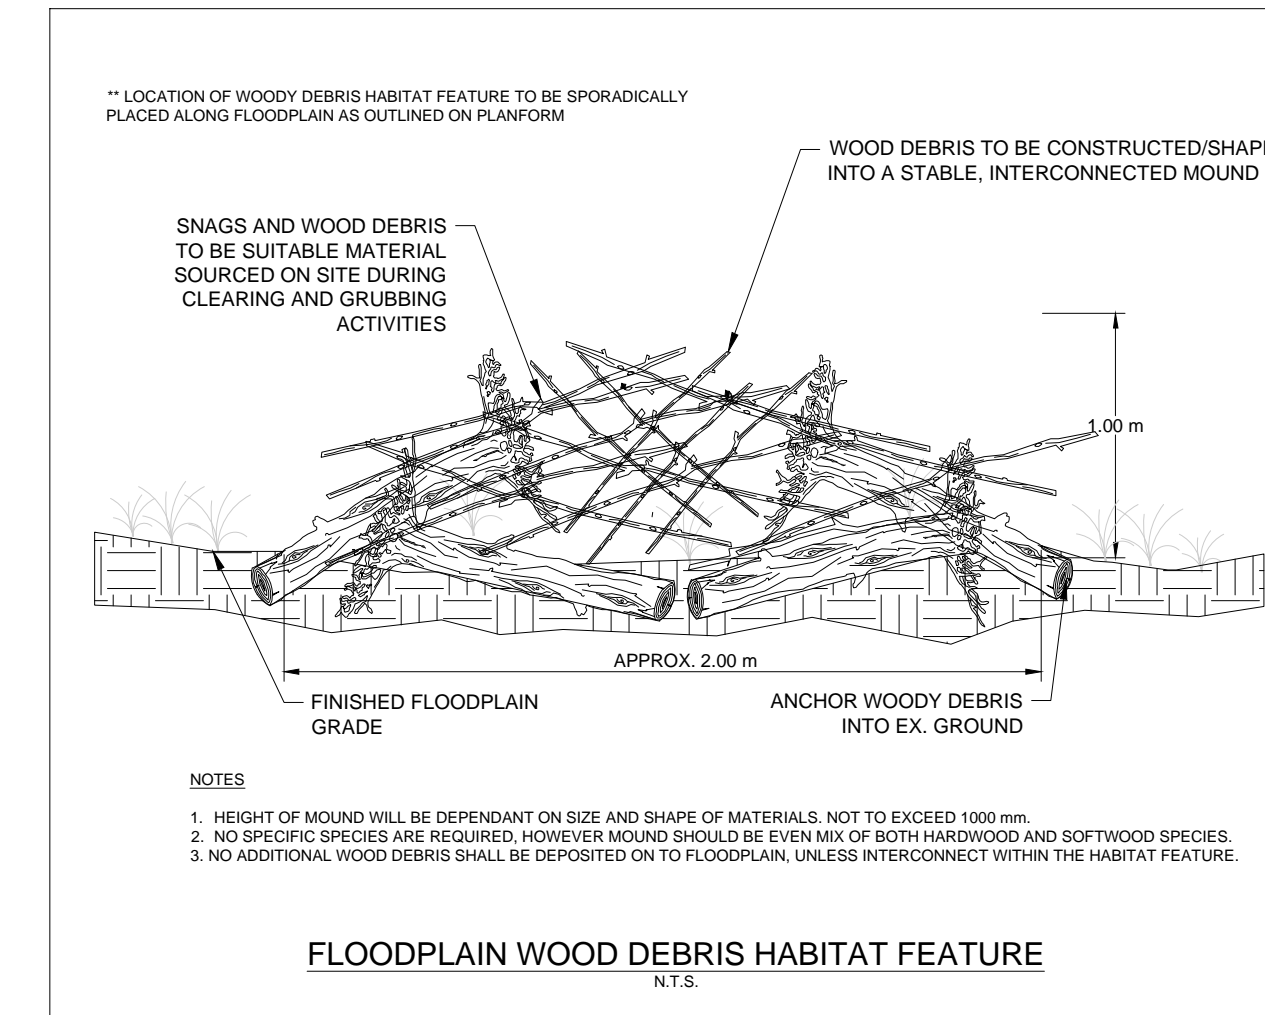 ** LOCATION OF WOODY DEBRIS HABITAT FEATURE TO BE SPORADICALLY
PLACED ALONG FLOODPLAIN AS OUTLINED ON PLANFORM
WOOD DEBRIS TO BE CONSTRUCTED/SHAP
INTO A STABLE, INTERCONNECTED MOUND
SNAGS AND WOOD DEBRIS
TO BE SUITABLE MATERIAL
SOURCED ON SITE DURING
CLEARING AND GRUBBING
ACTIVITIES
1.00 m
APPROX. 2.00 m
FINISHED FLOODPLAIN
GRADE
ANCHOR WOODY DEBRIS
INTO EX. GROUND
NOTES
1. HEIGHT OF MOUND WILL BE DEPENDANT ON SIZE AND SHAPE OF MATERIALS. NOT TO EXCEED 1000 mm.
2. NO SPECIFIC SPECIES ARE REQUIRED, HOWEVER MOUND SHOULD BE EVEN MIX OF BOTH HARDWOOD AND SOFTWOOD SPECIES.
3. NO ADDITIONAL WOOD DEBRIS SHALL BE DEPOSITED ON TO FLOODPLAIN, UNLESS INTERCONNECT WITHIN THE HABITAT FEATURE.
FLOODPLAIN WOOD DEBRIS HABITAT FEATURE
N.T.S.